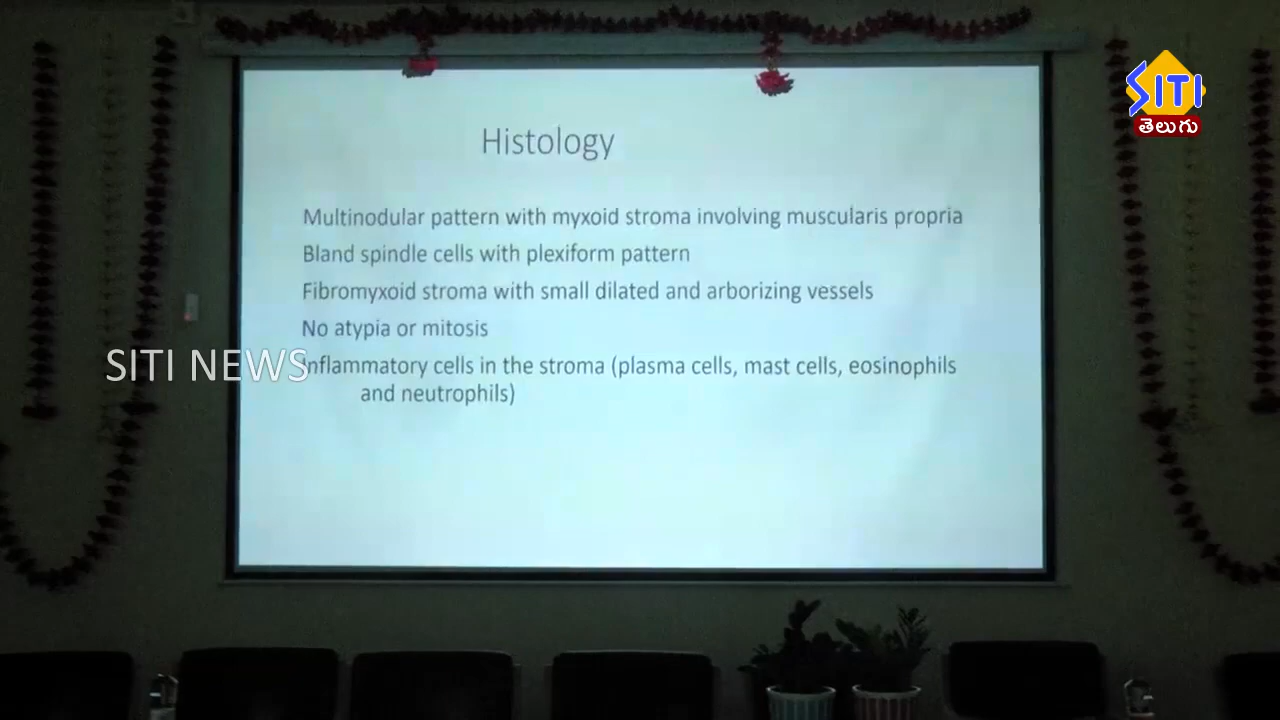 SITI
తెలుగు
Histology
Multinodular pattern with myxoid stroma involving muscularis propria
Bland spindle cells with plexiform pattern
Fibromyxoid stroma with small dilated and arborizing vessels
No atypia or mitosis
SITI NEWS
Inflammatory cells in the stroma (plasma cells, mast cells, eosinophils
and neutrophils)